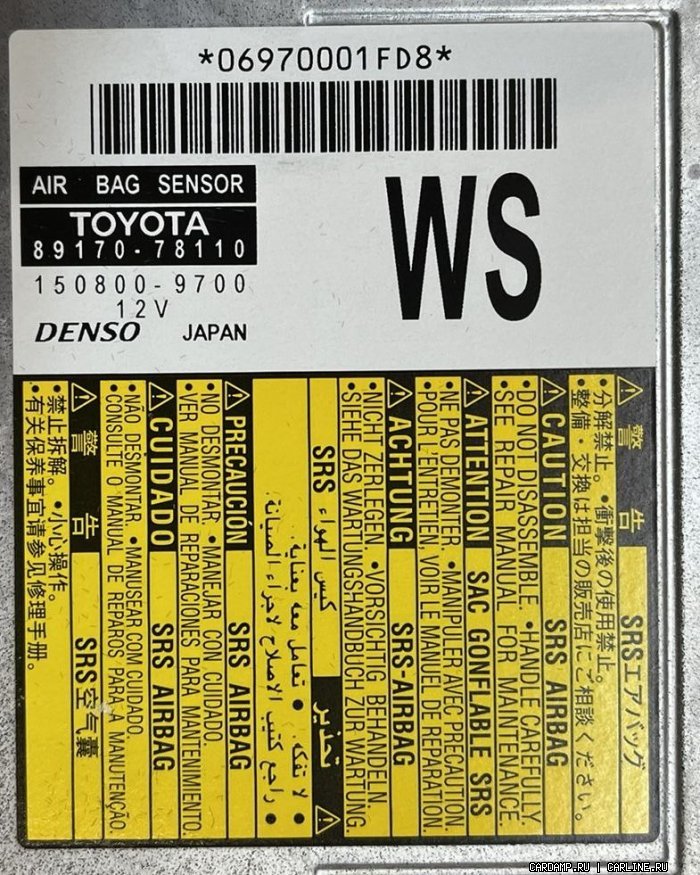 *06970001FD8*
AIR BAG SENSOR
TOYOTA
89170-78110
150800-9700
12V
DENSO JAPAN
WS
⚠警告 SRSエアバッグ
•分解禁止。•衝撃後の使用禁止。
•整備・交換は担当の販売店にご相談ください。
⚠CAUTION SRS AIRBAG
•DO NOT DISASSEMBLE. •HANDLE CAREFULLY.
SEE REPAIR MANUAL FOR MAINTENANCE.
⚠ATTENTION SAC GONFLABLE SRS
•NE PAS DEMONTER. •MANIPULER AVEC PRECAUTION.
•POUR L'ENTRETIEN, VOIR LE MANUEL DE REPARATION.
⚠ACHTUNG SRS-AIRBAG
•NICHT ZERLEGEN. •VORSICHTIG BEHANDELN.
•SIEHE DAS WARTUNGSHANDBUCH ZUR WARTUNG.
⚠ تحذير كيس الهواء SRS
• لا تفكه. • تعامل معه بعناية.
• راجع كتيب الاصلاح لاجراء الصيانة.
⚠PRECAUCIÓN SRS AIRBAG
•NO DESMONTAR. •MANEJAR CON CUIDADO.
•VER MANUAL DE REPARACIONES PARA MANTENIMIENTO.
⚠CUIDADO SRS AIRBAG
•NÃO DESMONTAR. •MANUSEAR COM CUIDADO.
•CONSULTE O MANUAL DE REPAROS PARA A MANUTENÇÃO.
⚠警告 SRS空气囊
•禁止拆解。•小心操作。
•有关保养事宜请参见修理手册。
CARDAMP.RU | CARLINE.RU